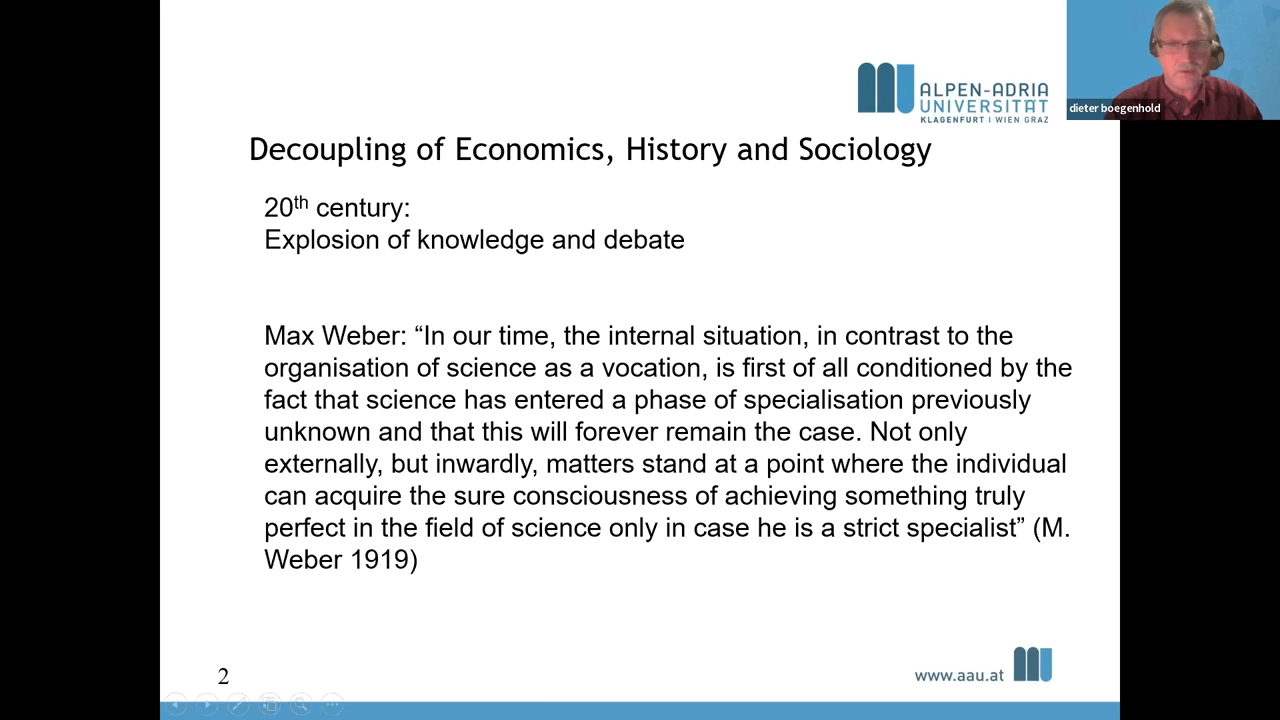 ALPEN-ADRIA
UNIVERSITÄT
KLAGENFURT | WIEN GRAZ
dieter boegenhold
Decoupling of Economics, History and Sociology
20th century:
Explosion of knowledge and debate
Max Weber: “In our time, the internal situation, in contrast to the
organisation of science as a vocation, is first of all conditioned by the
fact that science has entered a phase of specialisation previously
unknown and that this will forever remain the case. Not only
externally, but inwardly, matters stand at a point where the individual
can acquire the sure consciousness of achieving something truly
perfect in the field of science only in case he is a strict specialist” (M.
Weber 1919)
2
www.aau.at